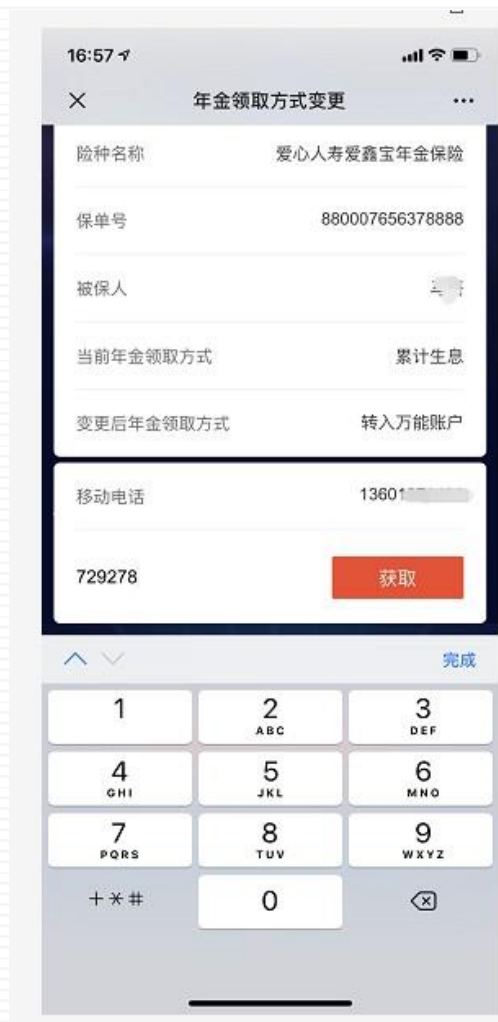 16:57
年金领取方式变更
险种名称 爱心人寿爱鑫宝年金保险
保单号 880007656378888
被保人
当前年金领取方式 累计生息
变更后年金领取方式 转入万能账户
移动电话 13601
729278 获取
完成
1 2 3
ABC DEF
4 5 6
GHI JKL MNO
7 8 9
PQRS TUV WXYZ
+*# 0